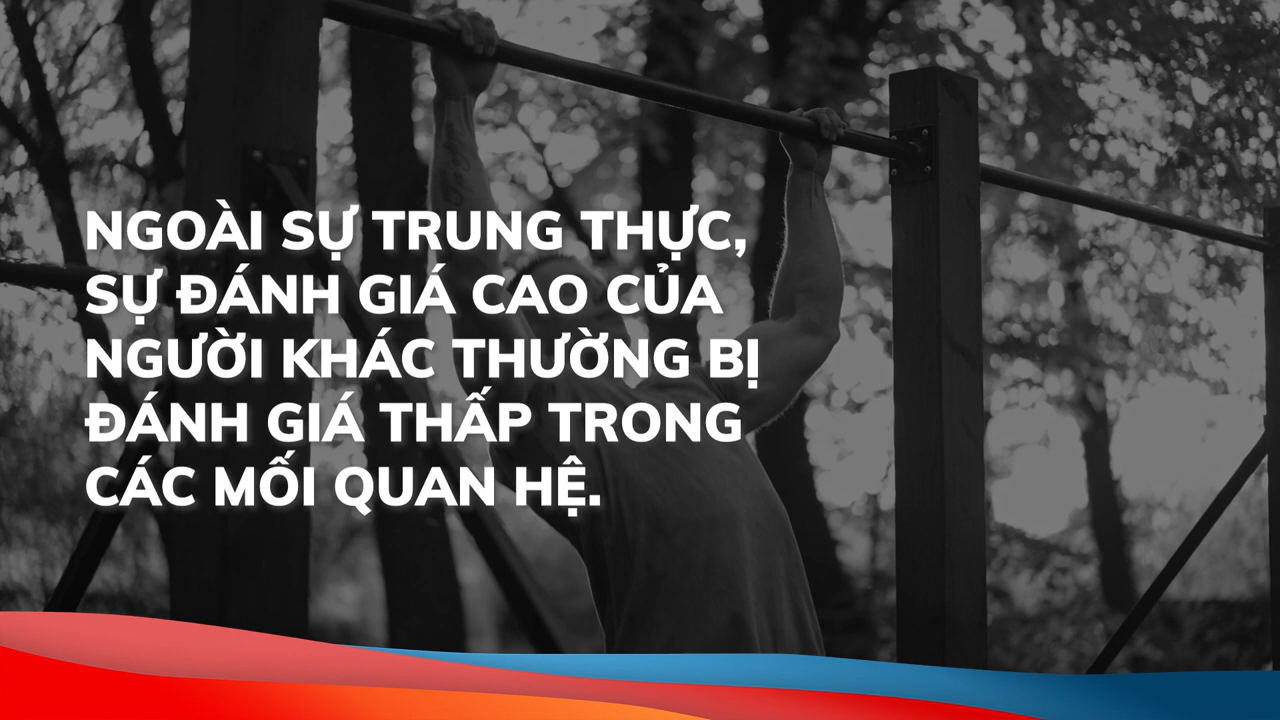 NGOÀI SỰ TRUNG THỰC,
SỰ ĐÁNH GIÁ CAO CỦA
NGƯỜI KHÁC THƯỜNG BỊ
ĐÁNH GIÁ THẤP TRONG
CÁC MỐI QUAN HỆ.